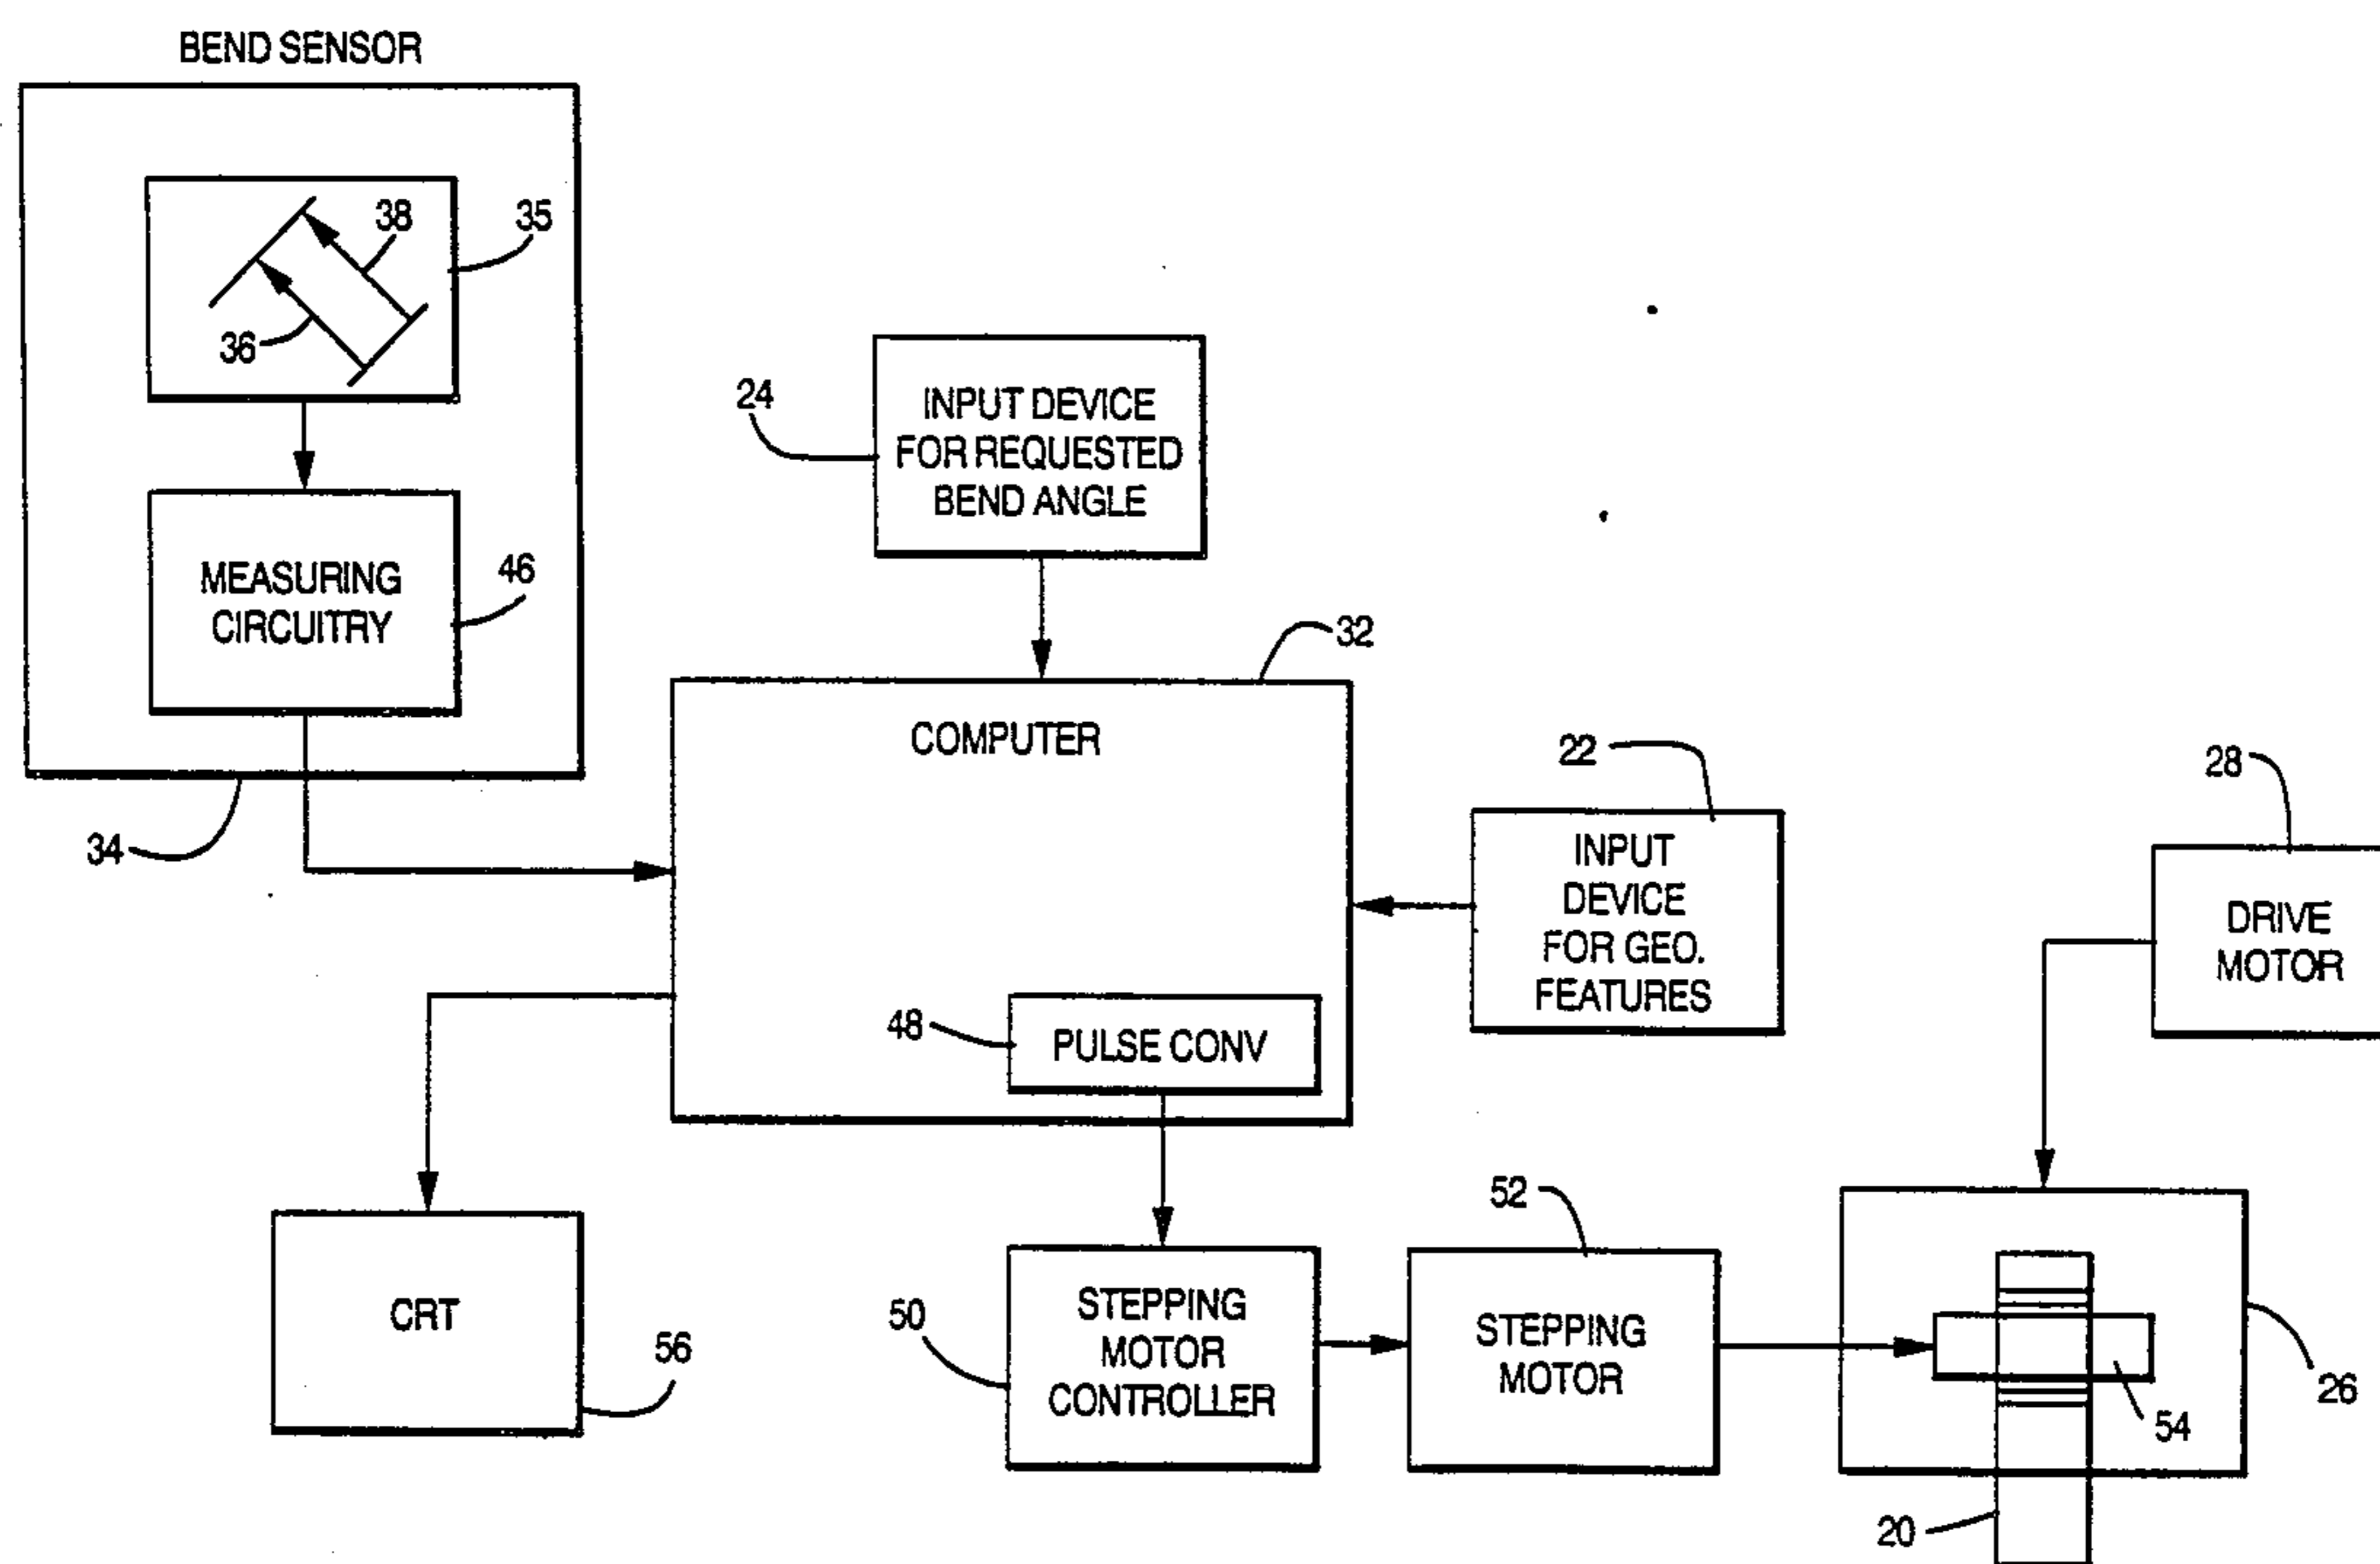 BEND SENSOR
38
35
36
24
INPUT DEVICE
FOR REQUESTED
BEND ANGLE
MEASURING
CIRCUITRY
46
32
COMPUTER
22
28
34
INPUT
DEVICE
FOR GEO.
FEATURES
DRIVE
MOTOR
48
PULSE CONV
52
CRT
56
50
STEPPING
MOTOR
CONTROLLER
STEPPING
MOTOR
26
54
20